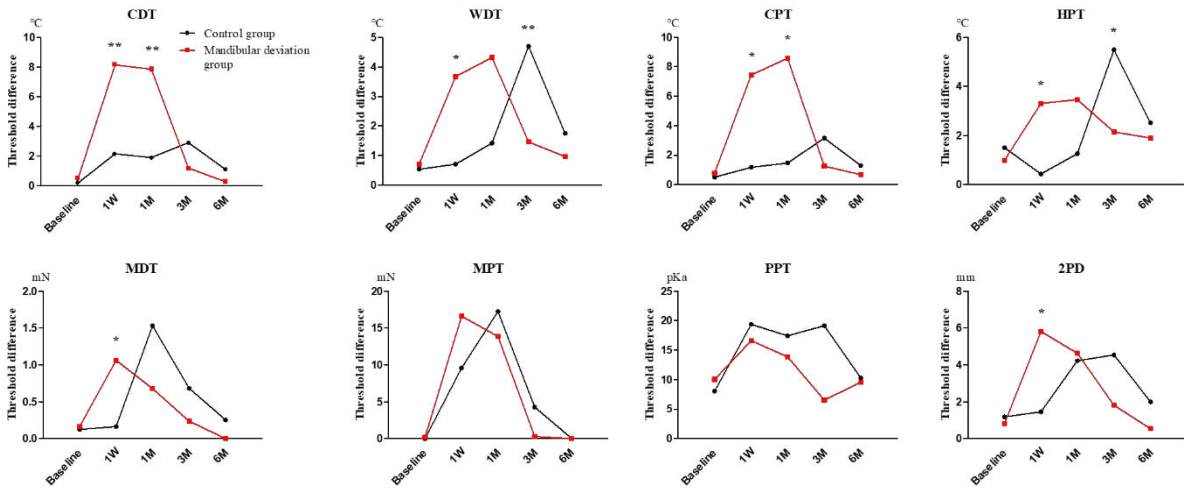 CDT
°C
Threshold difference
10
8
6
4
2
0
** **
Baseline 1W 1M 3M 6M
Control group
Mandibular deviation
group
WDT
°C
Threshold difference
5
4
3
2
1
0
* **
Baseline 1W 1M 3M 6M
CPT
°C
Threshold difference
10
8
6
4
2
0
* *
Baseline 1W 1M 3M 6M
HPT
°C
Threshold difference
6
4
2
0
* *
Baseline 1W 1M 3M 6M
MDT
mN
Threshold difference
2.0
1.5
1.0
0.5
0.0
*
Baseline 1W 1M 3M 6M
MPT
mN
Threshold difference
20
15
10
5
0
Baseline 1W 1M 3M 6M
PPT
pKa
Threshold difference
25
20
15
10
5
0
Baseline 1W 1M 3M 6M
2PD
mm
Threshold difference
8
6
4
2
0
*
Baseline 1W 1M 3M 6M